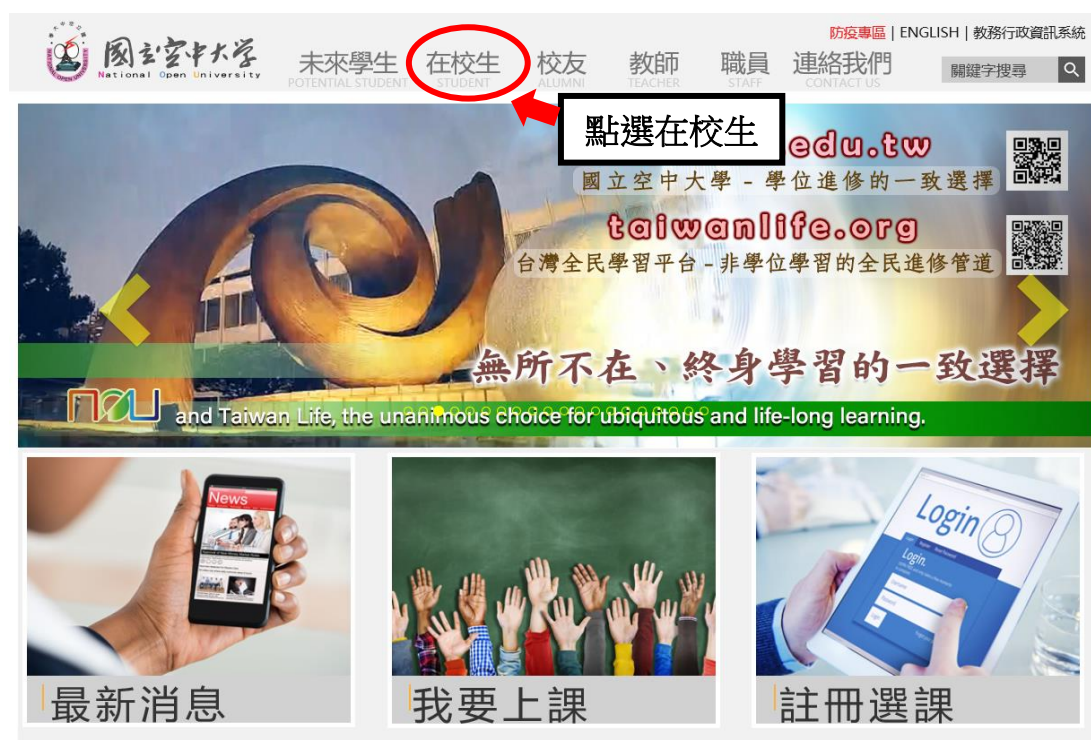 防疫專區 | ENGLISH | 教務行政資訊系統
國立空中大學
National Open University
未來學生 在校生 校友 教師 職員 連絡我們
POTENTIAL STUDENT STUDENT ALUMNI TEACHER STAFF CONTACT US
關鍵字搜尋
點選在校生
edu.tw
國立空中大學 - 學位進修的一致選擇
taiwanlife.org
台灣全民學習平台-非學位學習的全民進修管道
無所不在、終身學習的一致選擇
nou and Taiwan Life, the unanimous choice for ubiquitous and life-long learning.
News
Login
Login.
Username
Password
Login
最新消息
我要上課
註冊選課